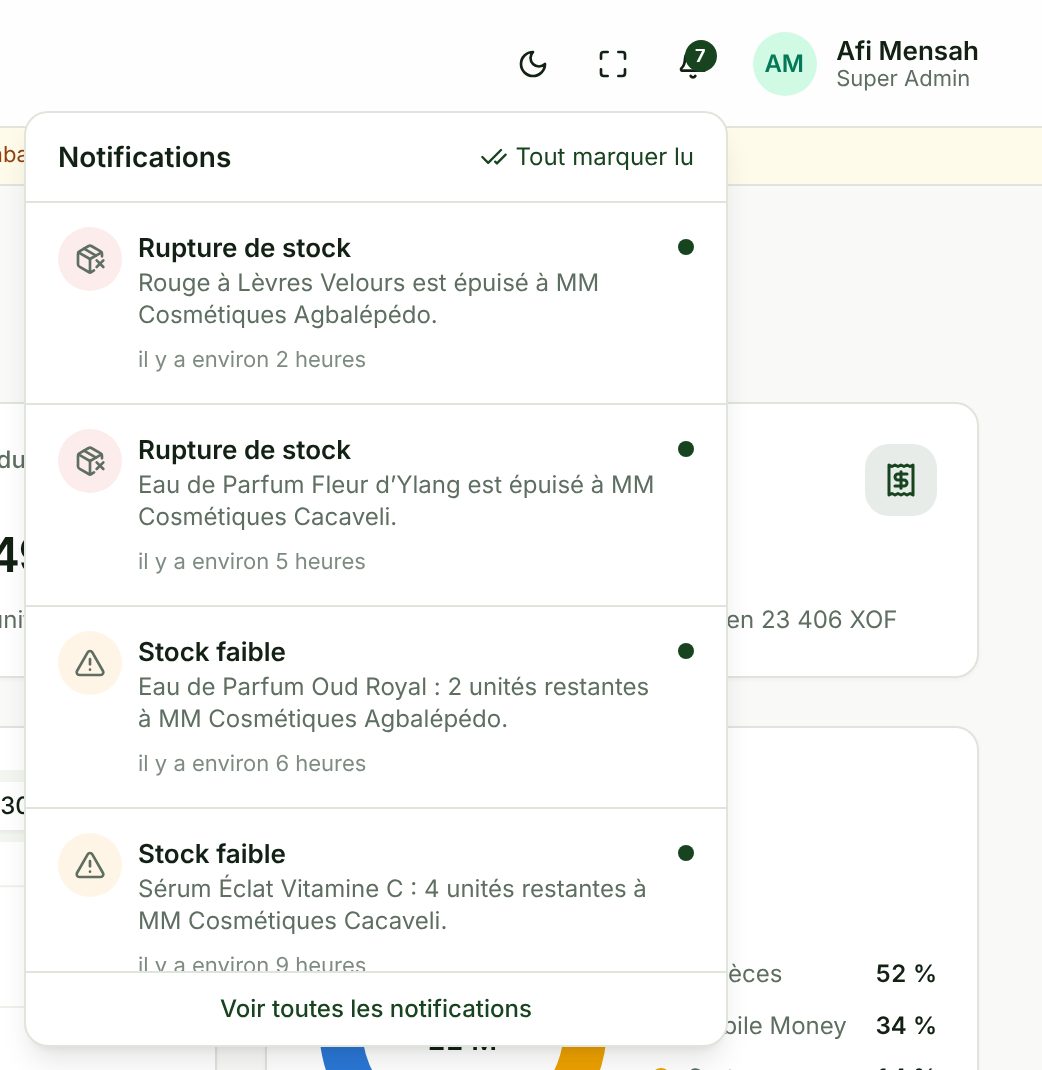 7
AM
Afi Mensah
Super Admin
Notifications
Tout marquer lu
Rupture de stock
Rouge à Lèvres Velours est épuisé à MM
Cosmétiques Agbalépédo.
il y a environ 2 heures
Rupture de stock
Eau de Parfum Fleur d’Ylang est épuisé à MM
Cosmétiques Cacaveli.
il y a environ 5 heures
en 23 406 XOF
Stock faible
Eau de Parfum Oud Royal : 2 unités restantes
à MM Cosmétiques Agbalépédo.
il y a environ 6 heures
Stock faible
Sérum Éclat Vitamine C : 4 unités restantes à
MM Cosmétiques Cacaveli.
il y a environ 9 heures
52 %
Voir toutes les notifications
Money 34 %